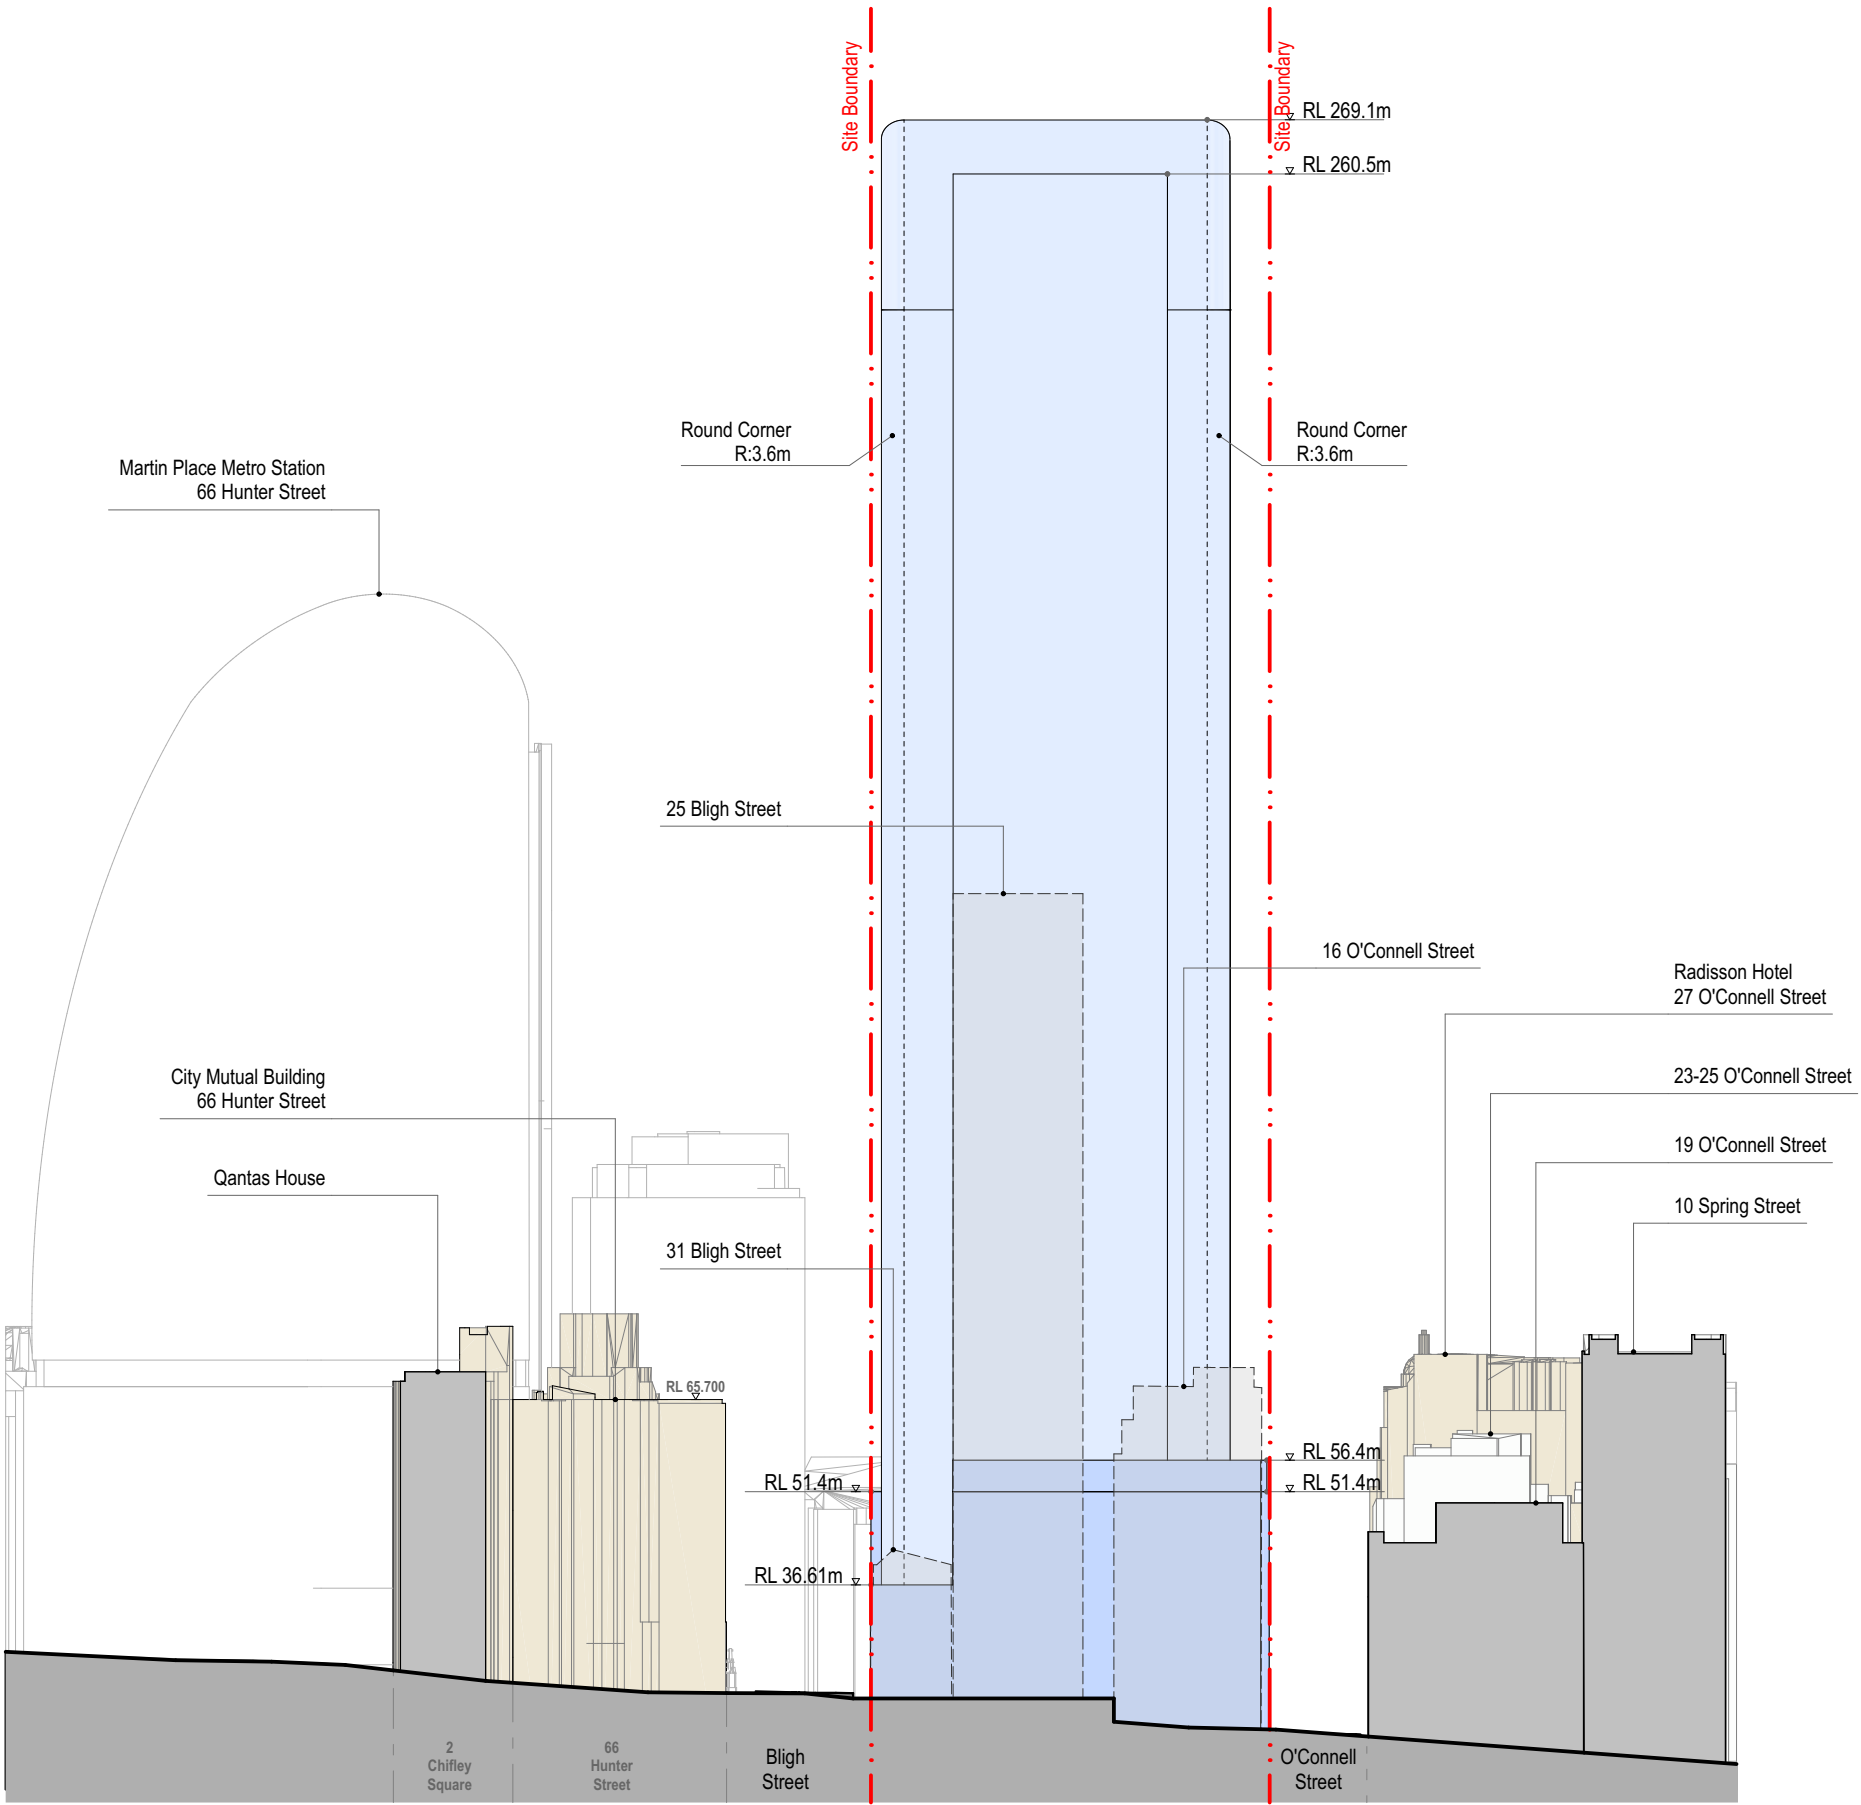 Site Boundary
Site Boundary
RL 269.1m
RL 260.5m
Round Corner
R:3.6m
Round Corner
R:3.6m
Martin Place Metro Station
66 Hunter Street
25 Bligh Street
16 O'Connell Street
Radisson Hotel
27 O'Connell Street
City Mutual Building
66 Hunter Street
23-25 O'Connell Street
19 O'Connell Street
Qantas House
10 Spring Street
31 Bligh Street
RL 65.700
RL 56.4m
RL 51.4m
RL 51.4m
RL 36.61m
2
Chifley
Square
66
Hunter
Street
Bligh
Street
O'Connell
Street